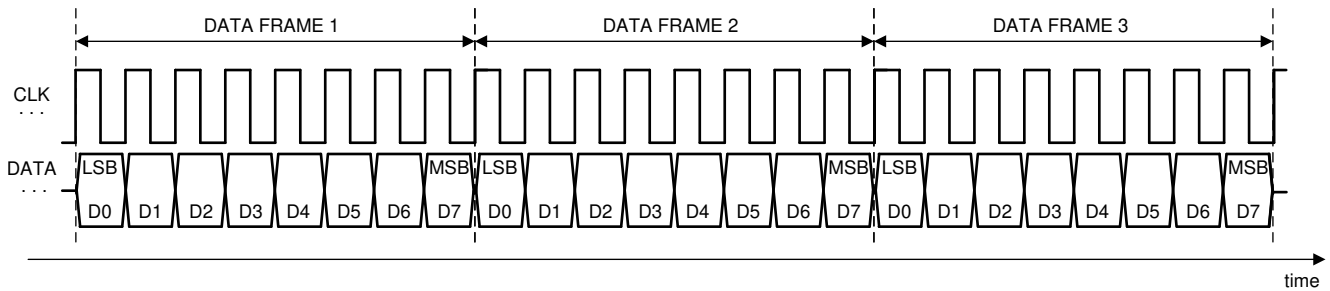 DATA FRAME 1 DATA FRAME 2 DATA FRAME 3
CLK
. . .
DATA
. . .
LSB MSB LSB MSB LSB MSB
D0 D1 D2 D3 D4 D5 D6 D7 D0 D1 D2 D3 D4 D5 D6 D7 D0 D1 D2 D3 D4 D5 D6 D7
time